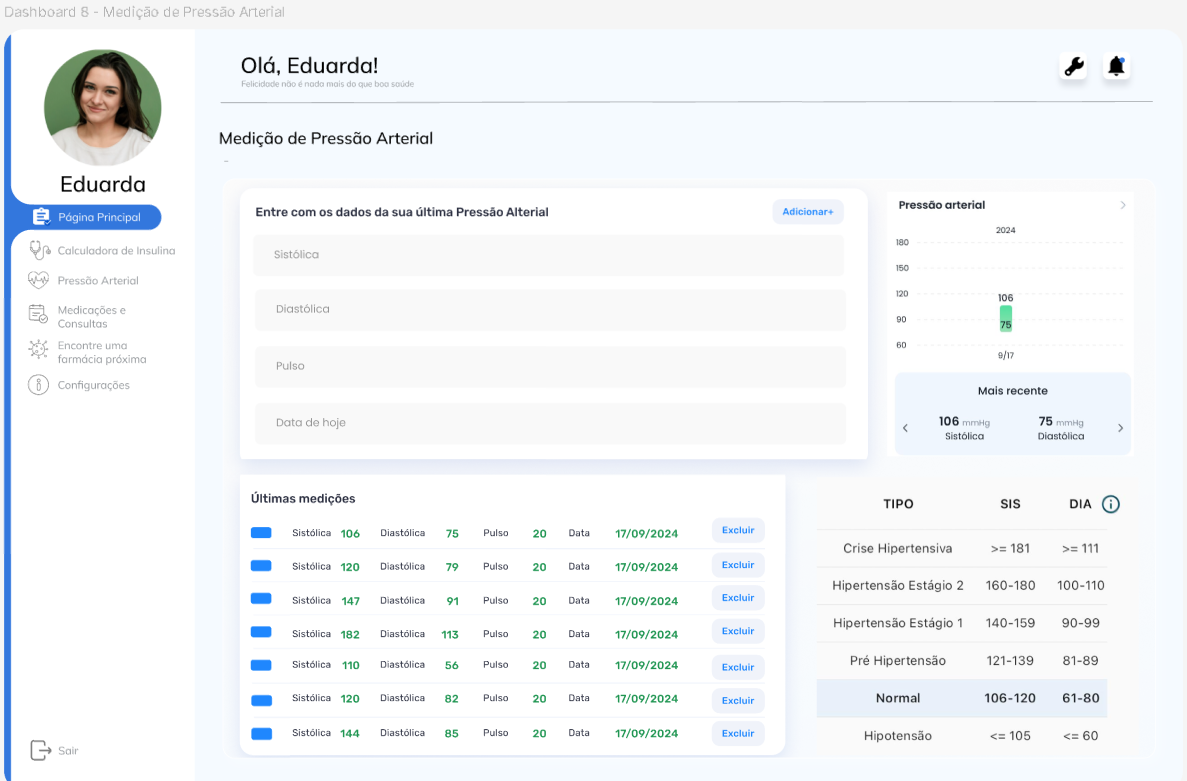 Dashboard 6 - Medição de Pressão Arterial
Olá, Eduarda!
Felicidade não é nada mais do que boa saúde
Eduarda
Página Principal
Calculadora de Insulina
Pressão Arterial
Medicações e
Consultas
Encontre uma
farmácia próxima
Configurações
Sair
Medição de Pressão Arterial
-
Entre com os dados da sua última Pressão Alterial
Adicionar+
Sistólica
Diastólica
Pulso
Data de hoje
Pressão arterial
2024
180
150
120
106
90
75
60
9/17
Mais recente
106 mmHg 75 mmHg
Sistólica Diastólica
Últimas medições
Sistólica 106 Diastólica 75 Pulso 20 Data 17/09/2024 Excluir
Sistólica 120 Diastólica 79 Pulso 20 Data 17/09/2024 Excluir
Sistólica 147 Diastólica 91 Pulso 20 Data 17/09/2024 Excluir
Sistólica 182 Diastólica 113 Pulso 20 Data 17/09/2024 Excluir
Sistólica 110 Diastólica 56 Pulso 20 Data 17/09/2024 Excluir
Sistólica 120 Diastólica 82 Pulso 20 Data 17/09/2024 Excluir
Sistólica 144 Diastólica 85 Pulso 20 Data 17/09/2024 Excluir
TIPO SIS DIA
Crise Hipertensiva >= 181 >= 111
Hipertensão Estágio 2 160-180 100-110
Hipertensão Estágio 1 140-159 90-99
Pré Hipertensão 121-139 81-89
Normal 106-120 61-80
Hipotensão <= 105 <= 60